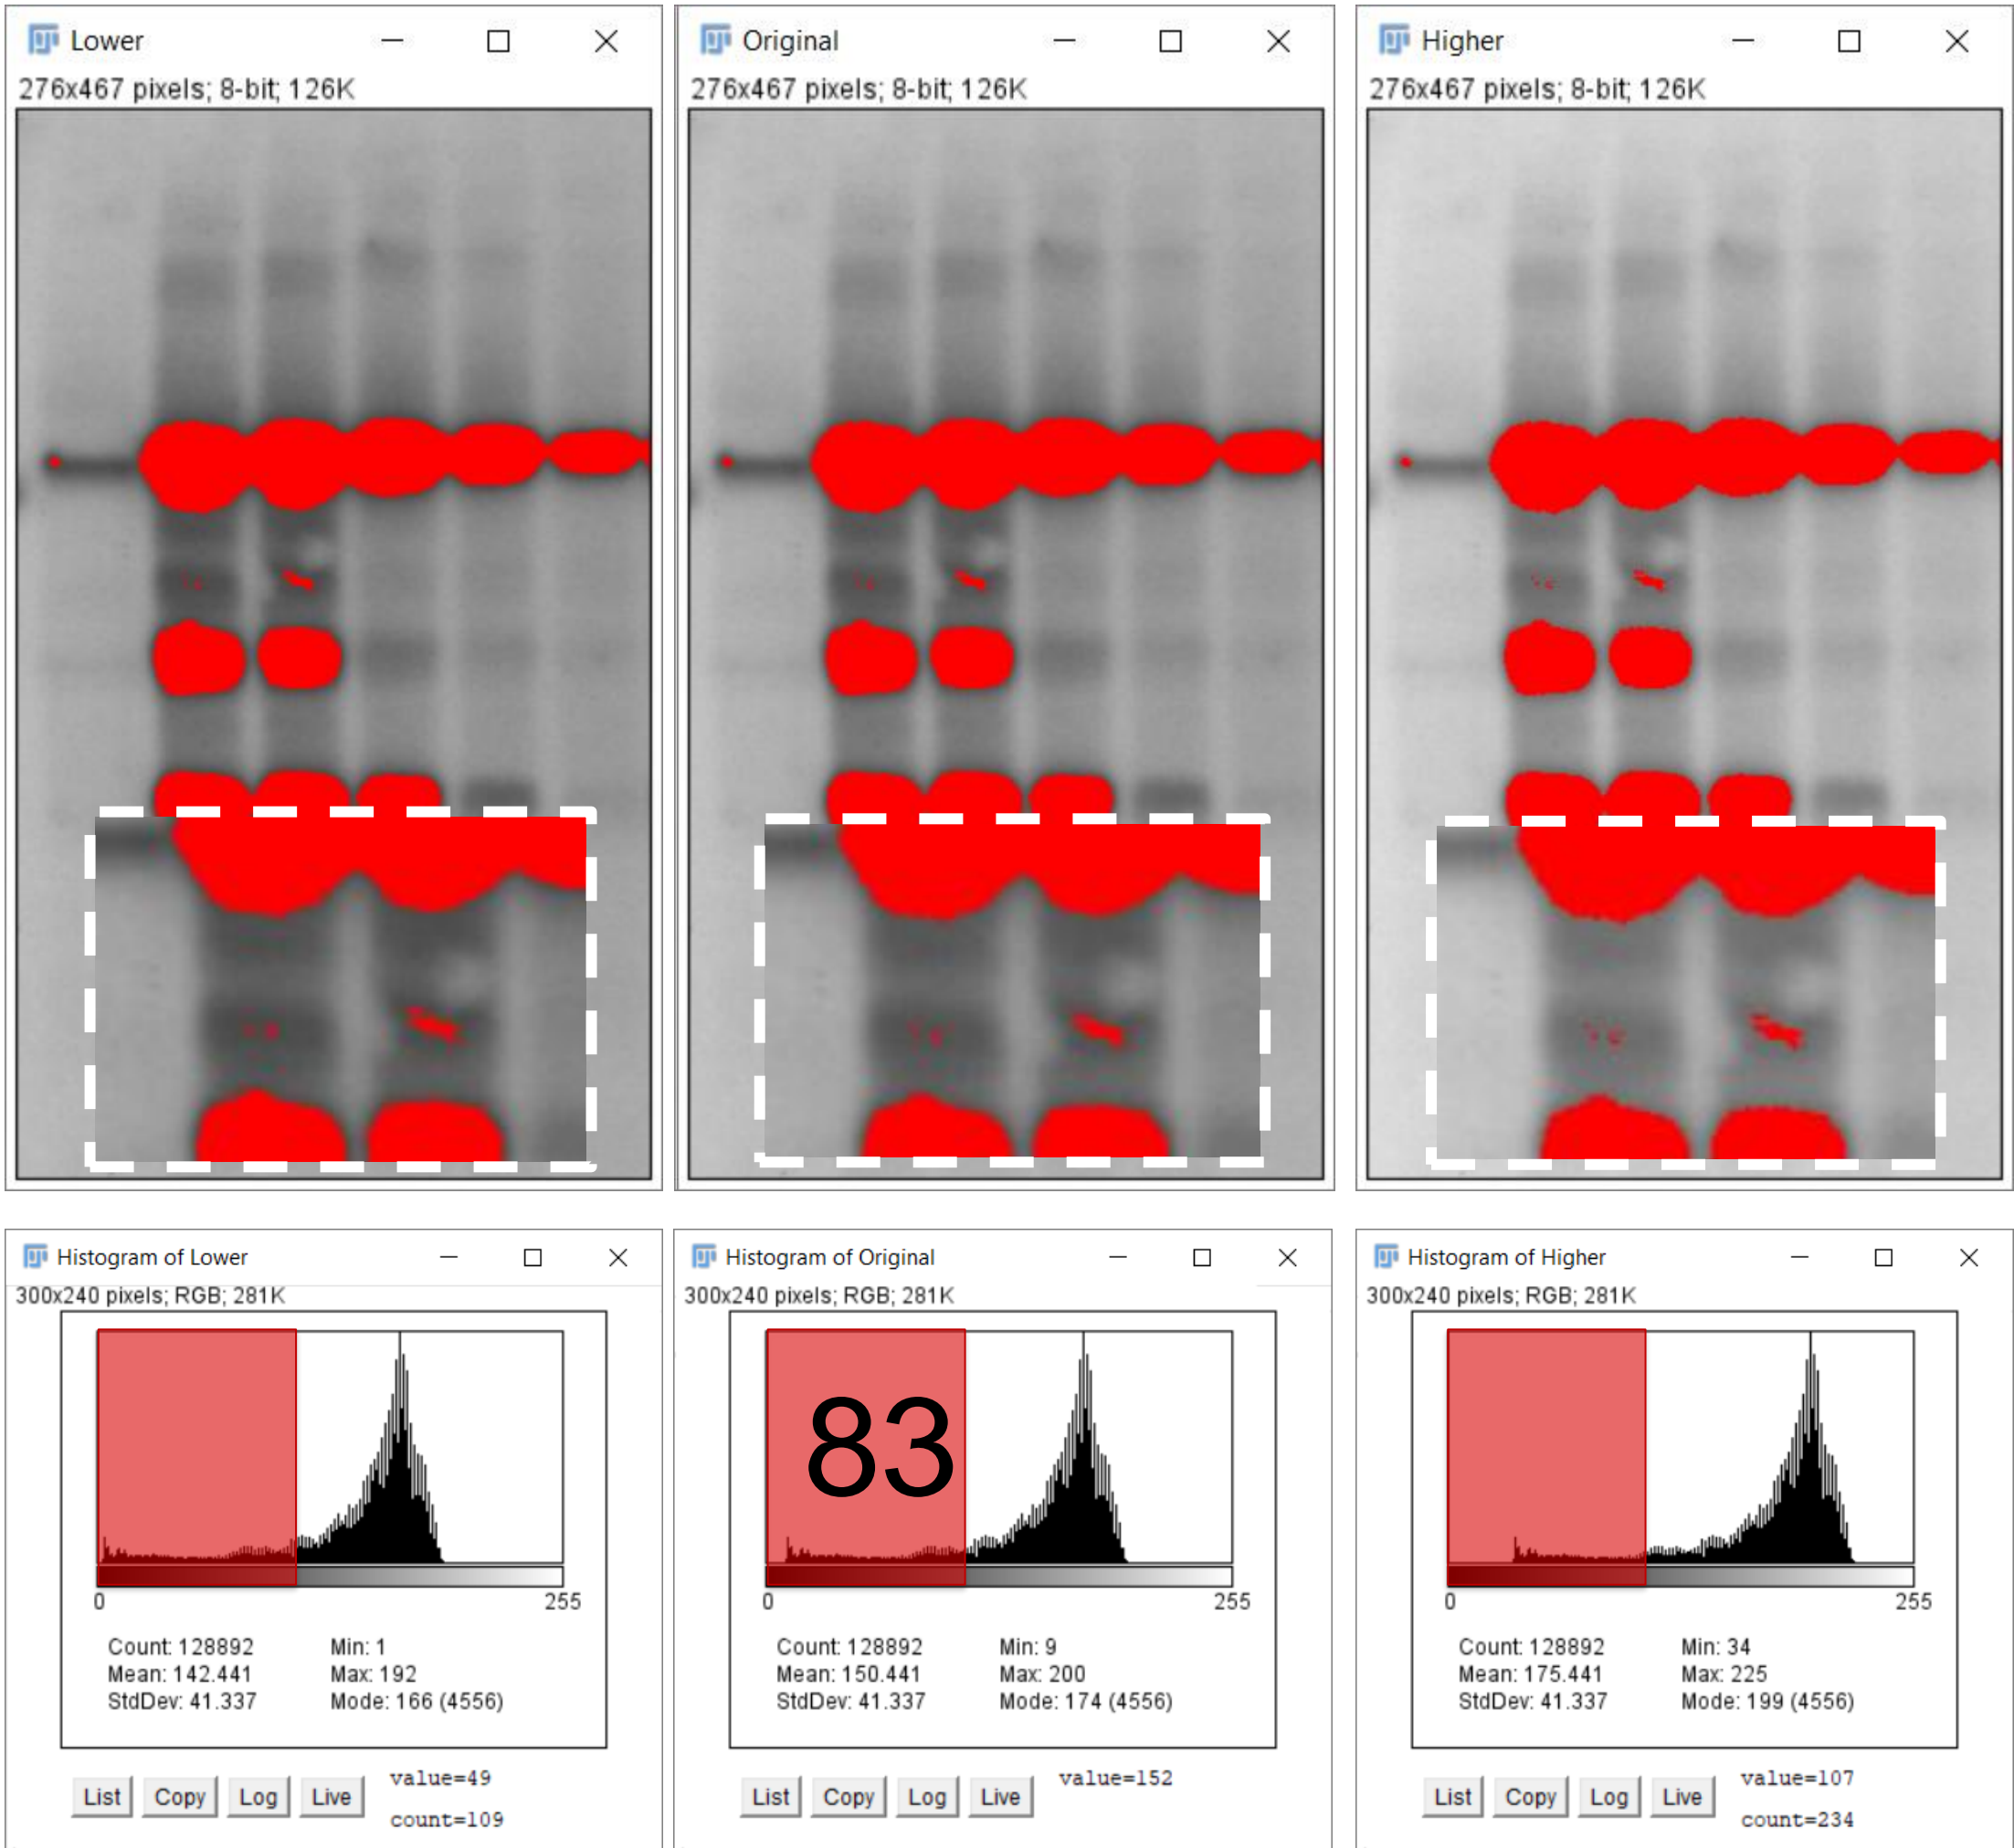 Lower
276x467 pixels; 8-bit; 126K
Original
276x467 pixels; 8-bit; 126K
Higher
276x467 pixels; 8-bit; 126K
Histogram of Lower
300x240 pixels; RGB; 281K
0 255
Count: 128892 Min: 1
Mean: 142.441 Max: 192
StdDev: 41.337 Mode: 166 (4556)
List Copy Log Live
value=49
count=109
Histogram of Original
300x240 pixels; RGB; 281K
83
0 255
Count: 128892 Min: 9
Mean: 150.441 Max: 200
StdDev: 41.337 Mode: 174 (4556)
List Copy Log Live
value=152
Histogram of Higher
300x240 pixels; RGB; 281K
0 255
Count: 128892 Min: 34
Mean: 175.441 Max: 225
StdDev: 41.337 Mode: 199 (4556)
List Copy Log Live
value=107
count=234